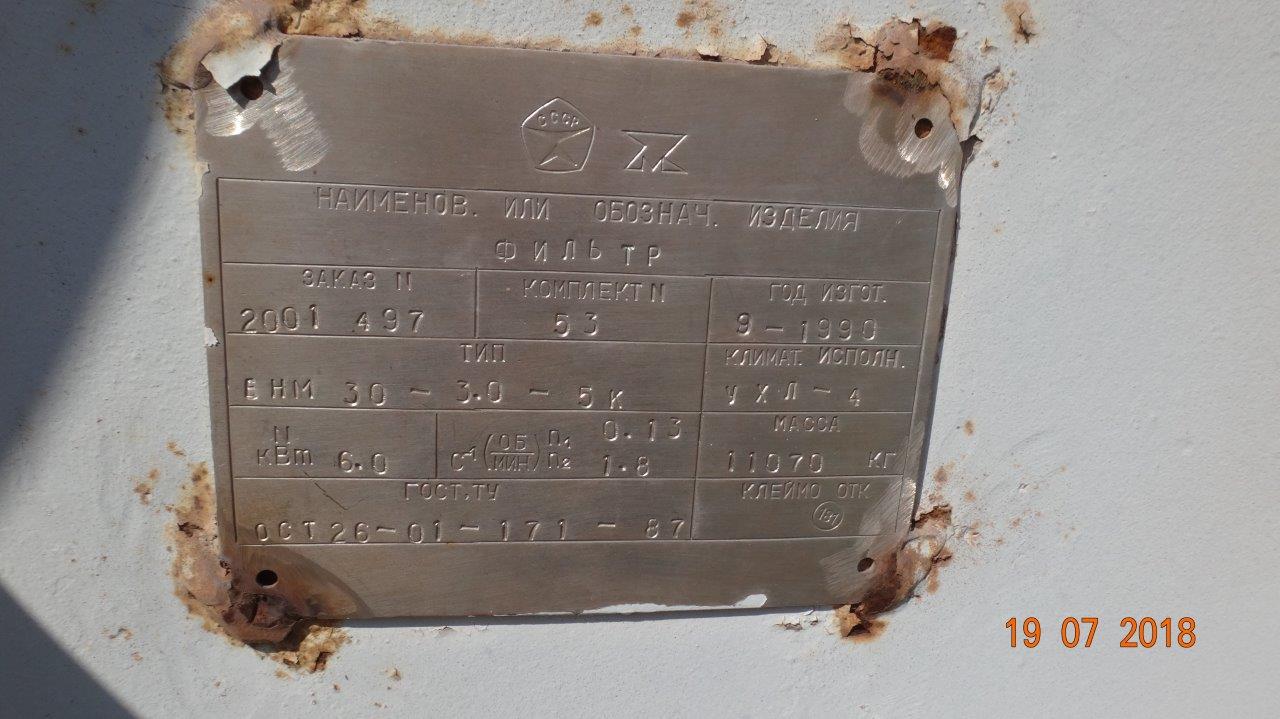 СССР
НАИМЕНОВ. ИЛИ ОБОЗНАЧ. ИЗДЕЛИЯ
ФИЛЬТР
ЗАКАЗ N КОМПЛЕКТ N ГОД ИЗГОТ.
2001 497 53 9-1990
ТИП КЛИМАТ. ИСПОЛН.
БНМ 30-3.0-5К УХЛ-4
N кВт 6.0 С⁻¹ (ОБ/МИН) n₁ 0.13 МАССА
n₂ 1.8 11070 КГ
ГОСТ.ТУ КЛЕЙМО ОТК
ОСТ 26-01-171-87
19 07 2018